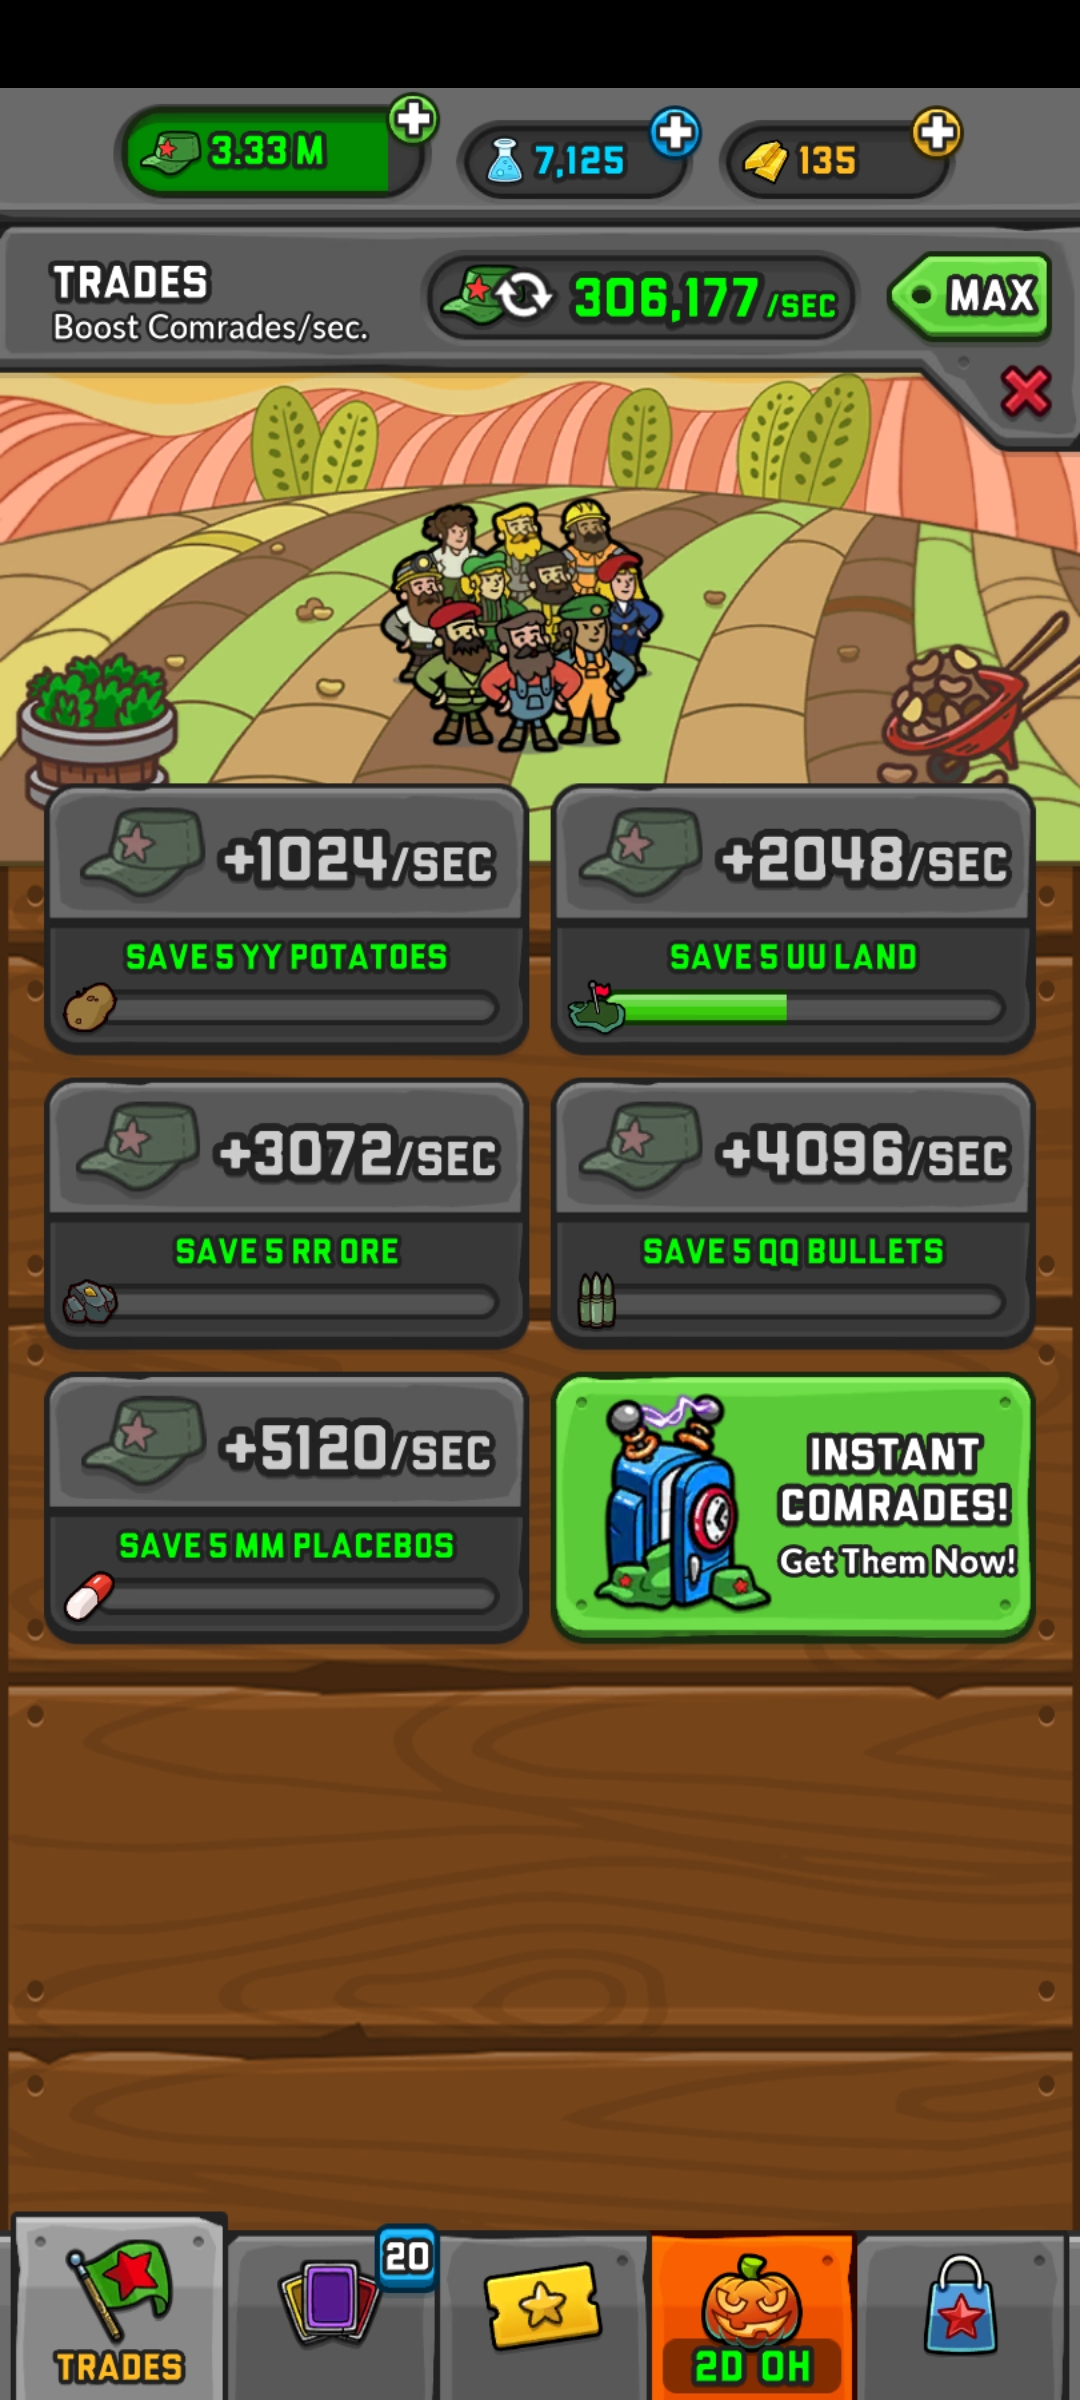 3.33 M
7,125
135
TRADES
Boost Comrades/sec.
306,177/SEC
MAX
+1024/SEC
SAVE 5 YY POTATOES
+2048/SEC
SAVE 5 UU LAND
+3072/SEC
SAVE 5 RR ORE
+4096/SEC
SAVE 5 QQ BULLETS
+5120/SEC
SAVE 5 MM PLACEBOS
INSTANT
COMRADES!
Get Them Now!
20
TRADES
2D 0H